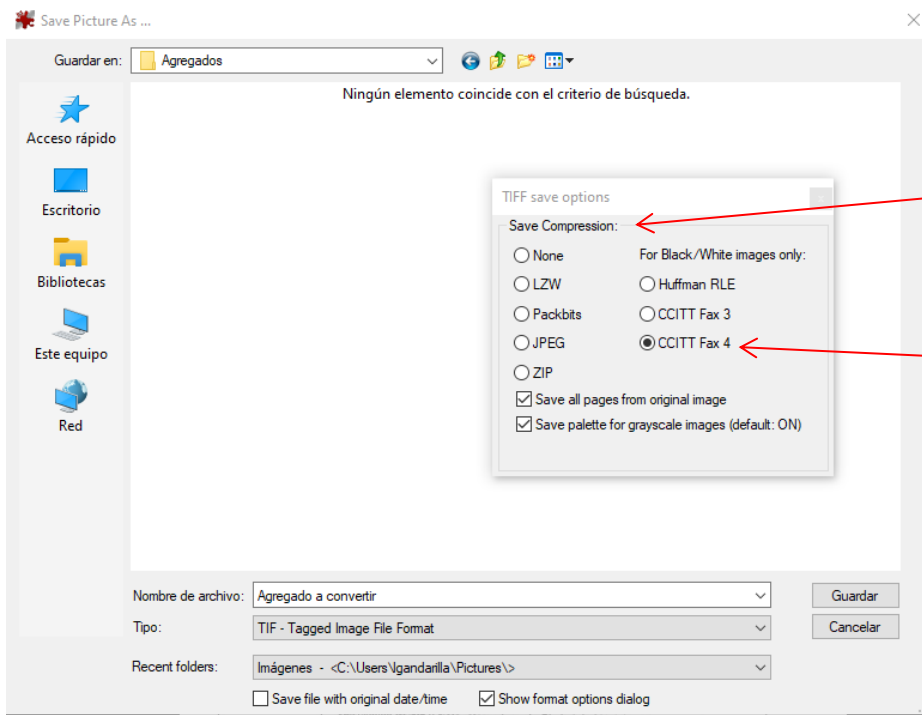 Save Picture As ...
Guardar en:
Agregados
Ningún elemento coincide con el criterio de búsqueda.
Acceso rápido
Escritorio
Bibliotecas
Este equipo
Red
TIFF save options
Save Compression:
None
For Black/White images only:
LZW
Huffman RLE
Packbits
CCITT Fax 3
JPEG
CCITT Fax 4
ZIP
Save all pages from original image
Save palette for grayscale images (default: ON)
Nombre de archivo:
Agregado a convertir
Guardar
Tipo:
TIF - Tagged Image File Format
Cancelar
Recent folders:
Imágenes - <C:\Users\lgandarilla\Pictures\>
Save file with original date/time
Show format options dialog